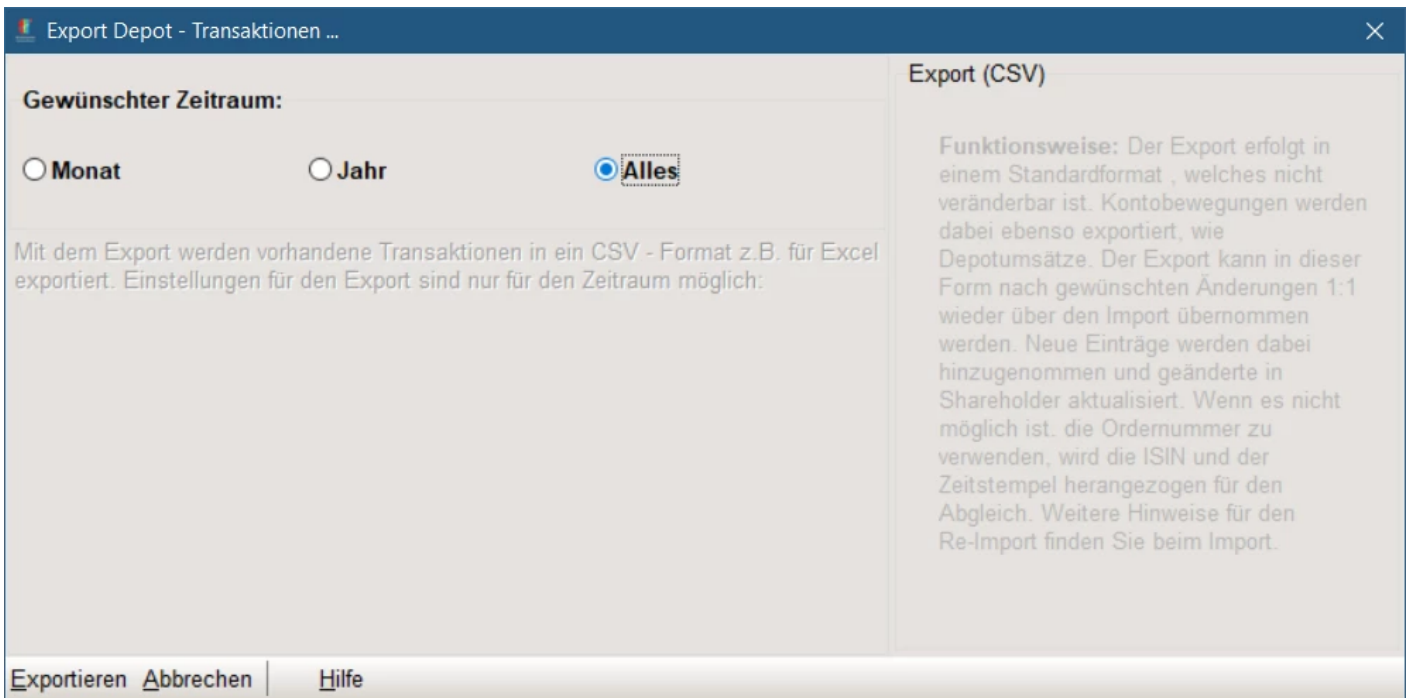 Export Depot - Transaktionen ...
Gewünschter Zeitraum:
Monat
Jahr
Alles
Mit dem Export werden vorhandene Transaktionen in ein CSV - Format z.B. für Excel
exportiert. Einstellungen für den Export sind nur für den Zeitraum möglich:
Export (CSV)
Funktionsweise: Der Export erfolgt in
einem Standardformat , welches nicht
veränderbar ist. Kontobewegungen werden
dabei ebenso exportiert, wie
Depotumsätze. Der Export kann in dieser
Form nach gewünschten Änderungen 1:1
wieder über den Import übernommen
werden. Neue Einträge werden dabei
hinzugenommen und geänderte in
Shareholder aktualisiert. Wenn es nicht
möglich ist. die Ordernummer zu
verwenden, wird die ISIN und der
Zeitstempel herangezogen für den
Abgleich. Weitere Hinweise für den
Re-Import finden Sie beim Import.
Exportieren Abbrechen Hilfe